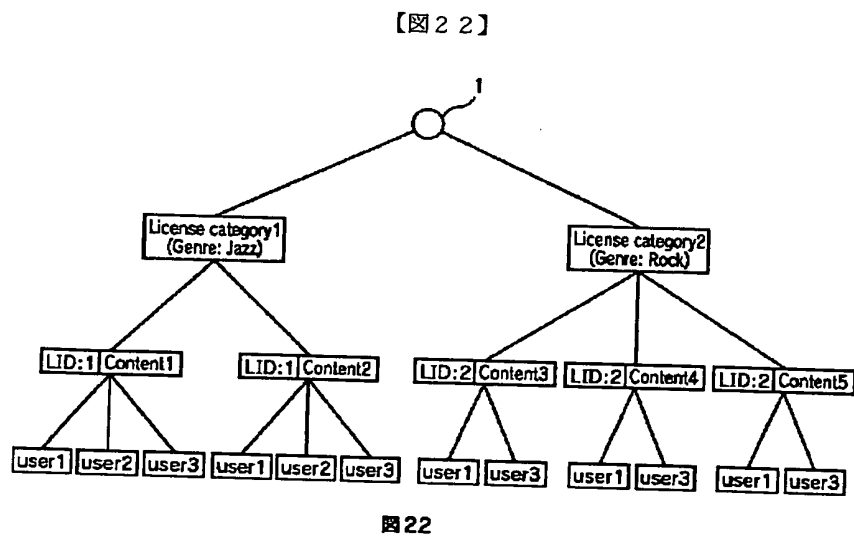 【図２２】
1
License category1
(Genre: Jazz)
License category2
(Genre: Rock)
LID:1 Content1
LID:1 Content2
LID:2 Content3
LID:2 Content4
LID:2 Content5
user1 user2 user3 user1 user2 user3 user1 user3 user1 user3 user1 user3
図22